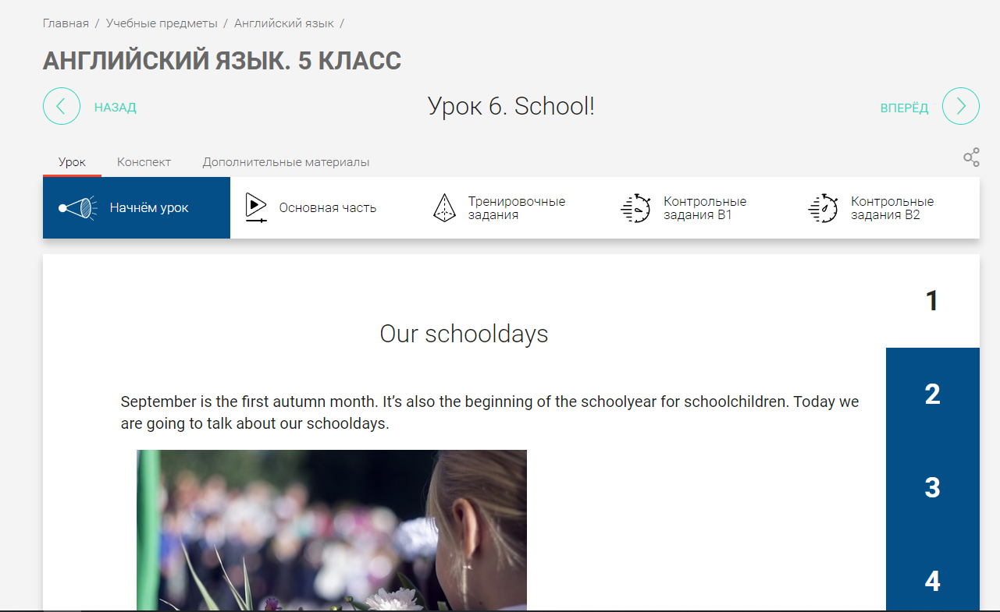 Главная / Учебные предметы / Английский язык /
АНГЛИЙСКИЙ ЯЗЫК. 5 КЛАСС
НАЗАД
Урок 6. School!
ВПЕРЁД
Урок
Конспект
Дополнительные материалы
Начнём урок
Основная часть
Тренировочные
задания
Контрольные
задания В1
Контрольные
задания В2
1
Our schooldays
2
September is the first autumn month. It’s also the beginning of the schoolyear for schoolchildren. Today we
are going to talk about our schooldays.
3
4